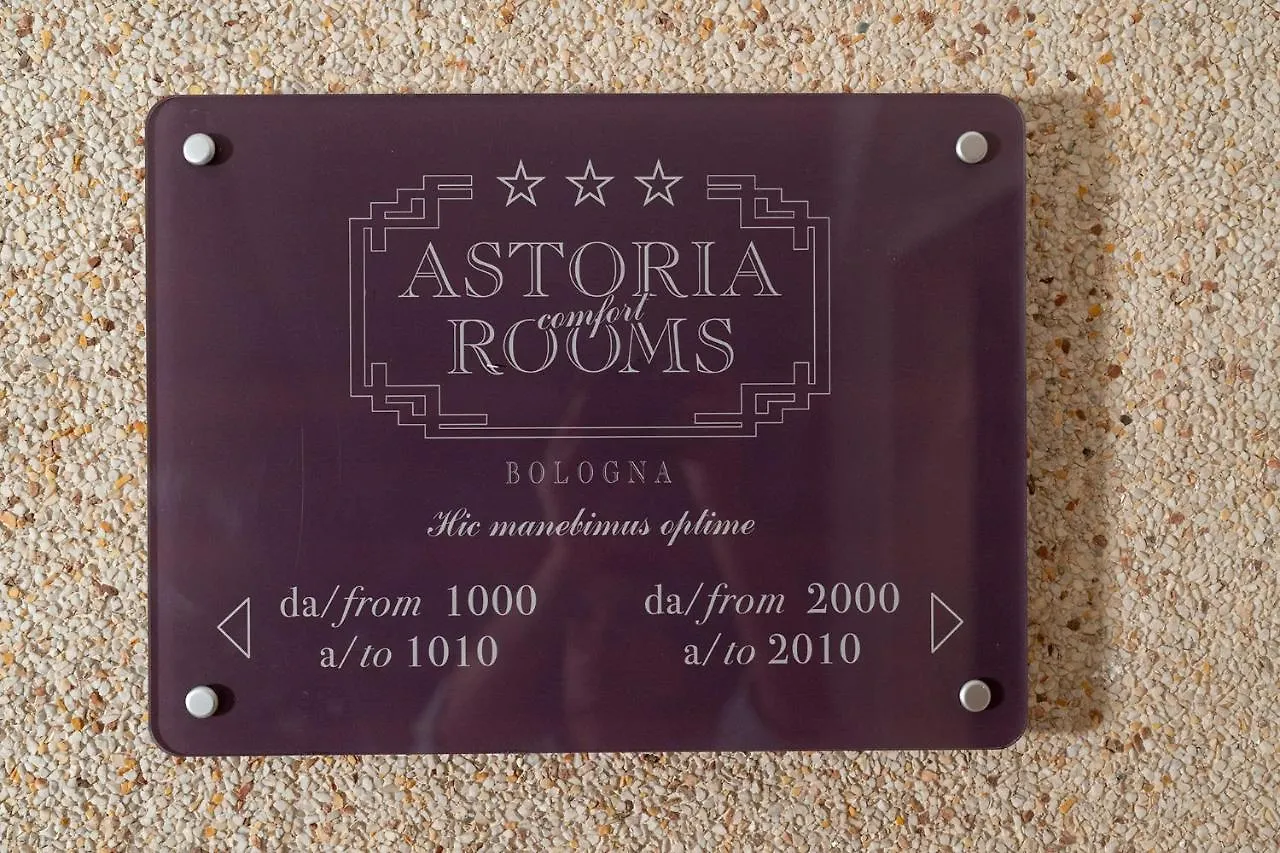 ASTORIA
comfort
ROOMS
BOLOGNA
Hic manebimus optime
da/from 1000
a/to 1010
da/from 2000
a/to 2010